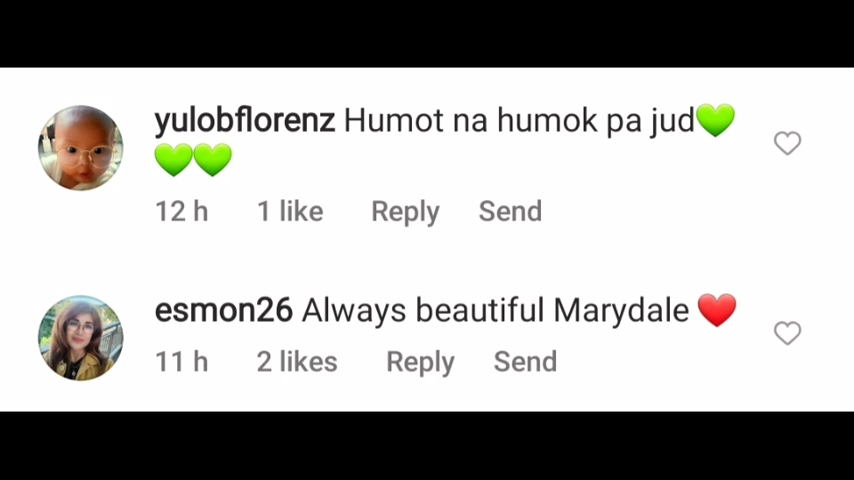 yulobflorenz Humot na humok pa jud💚
💚💚
12 h 1 like Reply Send
esmon26 Always beautiful Marydale ❤️
11 h 2 likes Reply Send